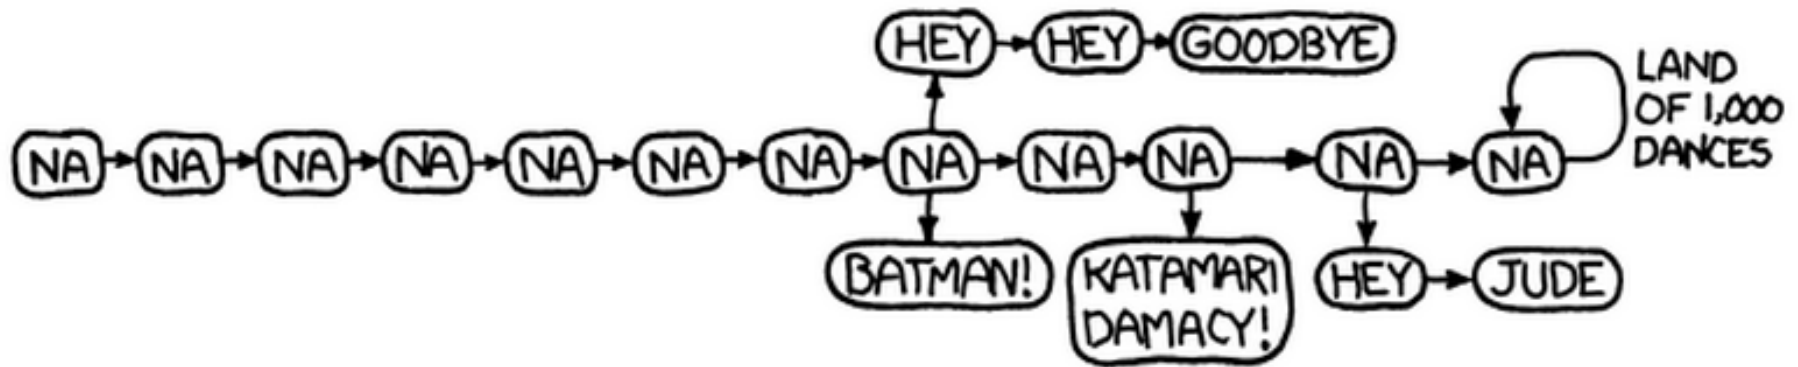 HEY HEY GOODBYE
LAND
OF 1,000
DANCES
NA NA NA NA NA NA NA NA NA NA NA NA
BATMAN!
KATAMARI
DAMACY!
HEY JUDE